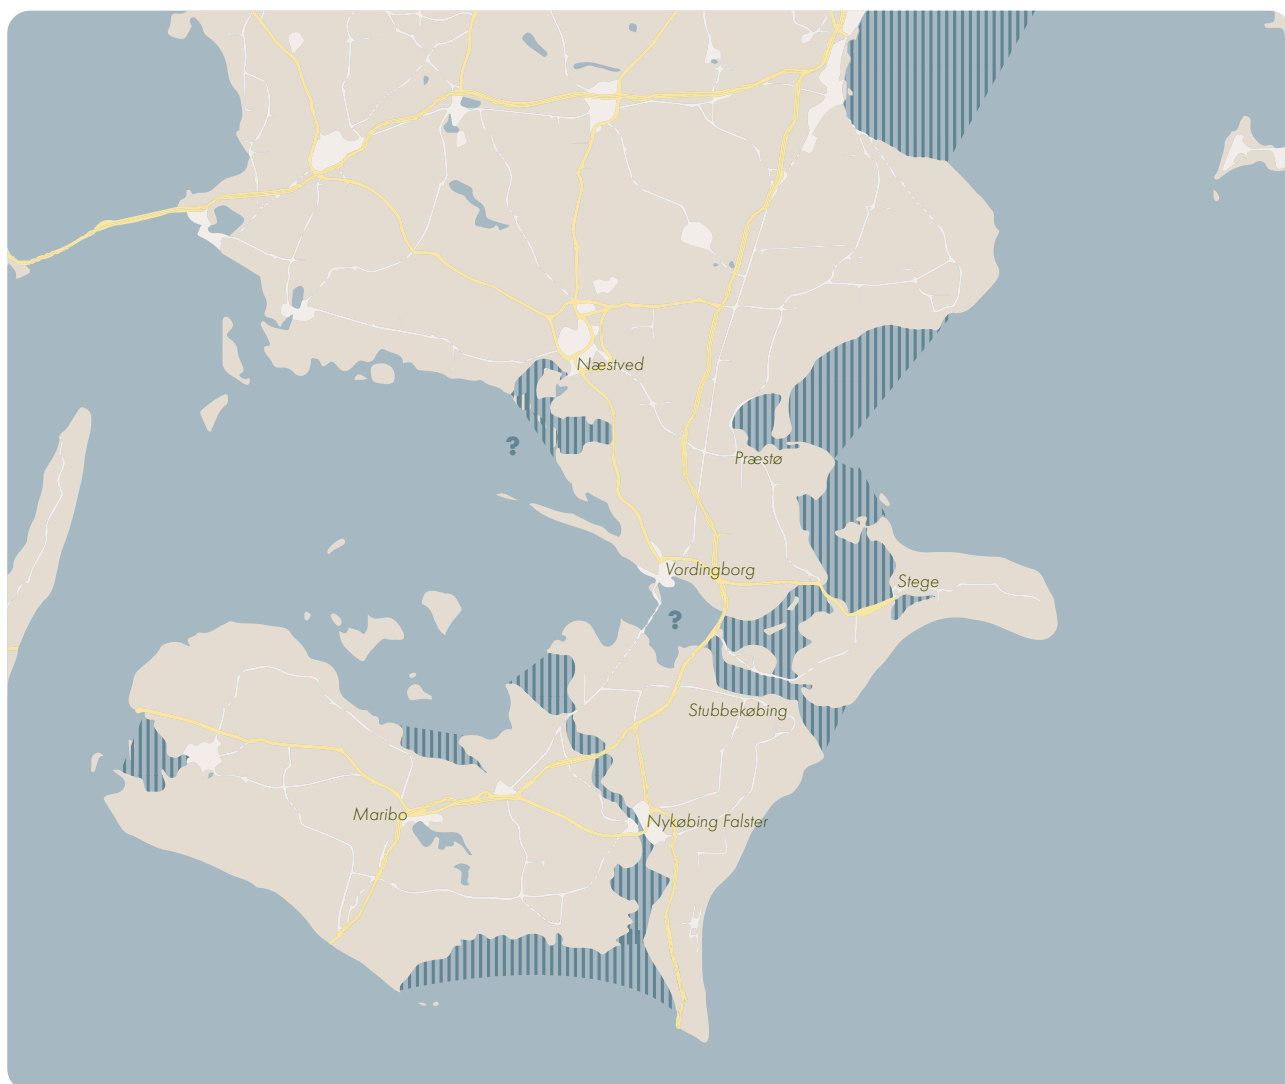 Næstved
?
Præstø
Vordingborg
Stege
?
Stubbekøbing
Maribo
Nykøbing Falster